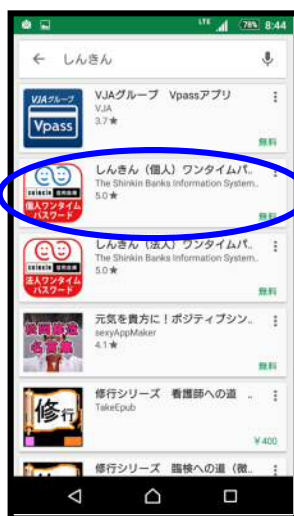 LTE 78% 8:44
しんきん
VJAグループ Vpassアプリ
VJA
3.7★
無料
VJAグループ
Vpass
しんきん（個人）ワンタイムパ..
The Shinkin Banks Information System..
5.0★
無料
個人ワンタイム
パスワード
しんきん（法人）ワンタイムパ..
The Shinkin Banks Information System..
5.0★
無料
法人ワンタイム
パスワード
元気を貴方に！ポジティブシン..
sexyAppMaker
4.1★
無料
名言集
修行シリーズ 看護師への道 ..
TakeEpub
¥400
修行
修行シリーズ 臨検への道（微..